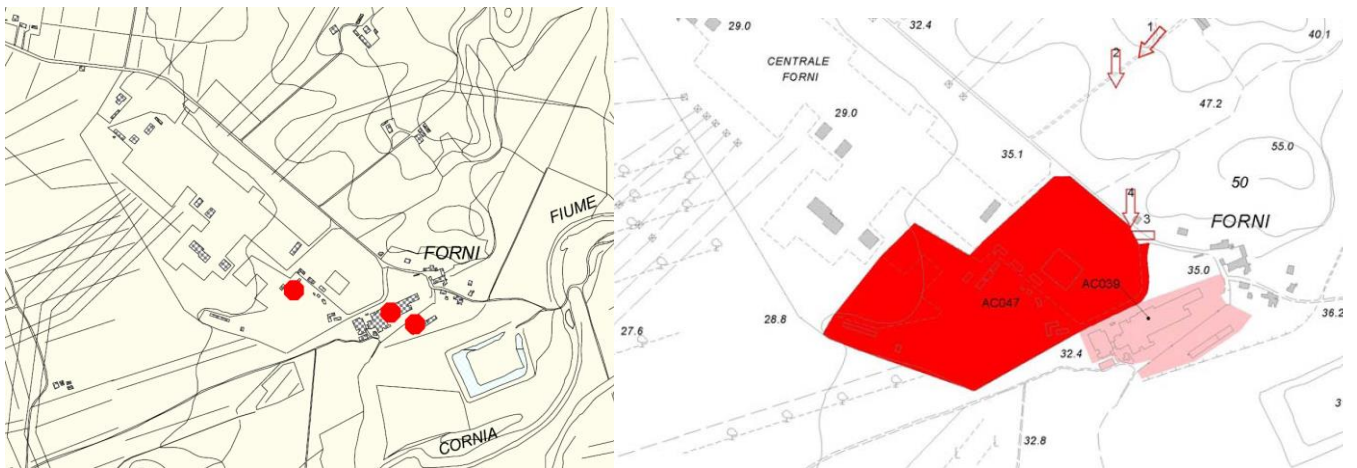 FORNI
FIUME
CORNIA
29.0
32.4
1
40.1
CENTRALE
FORNI
2
47.2
29.0
35.1
55.0
50
4
3
FORNI
AC039
35.0
AC047
36.2
28.8
27.6
32.4
32.8